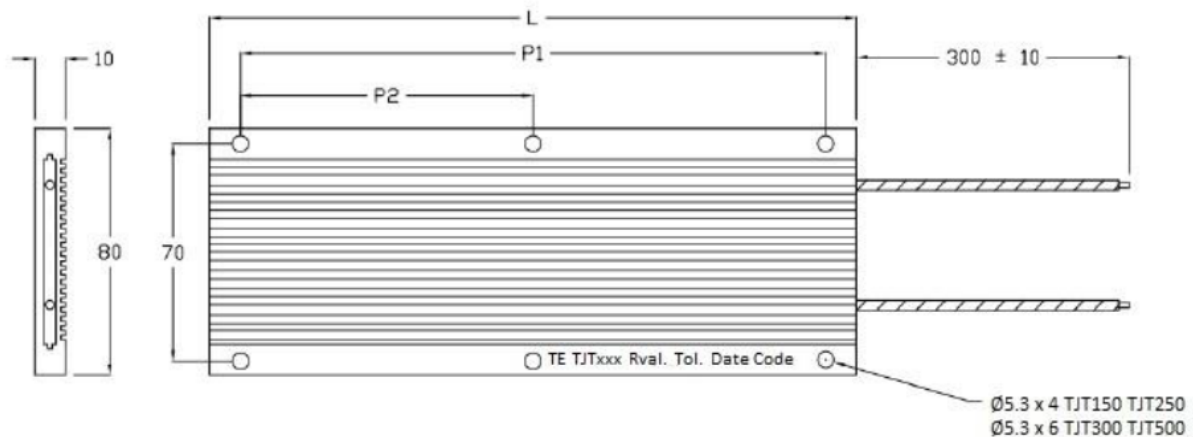 L
P1
10
300 ± 10
P2
80
70
TE TJTxxx Rval. Tol. Date Code
Ø5.3 x 4 TJT150 TJT250
Ø5.3 x 6 TJT300 TJT500